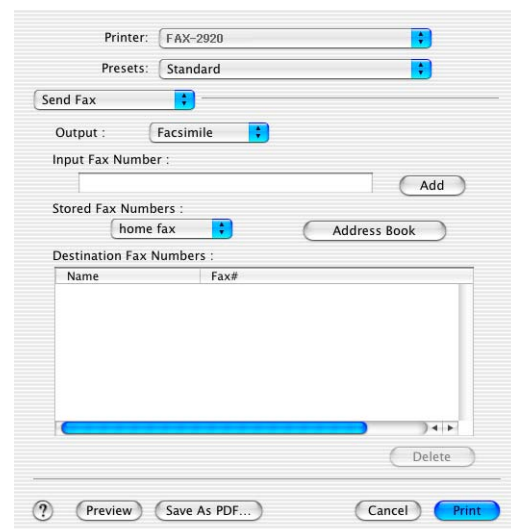 Printer: FAX-2920
Presets: Standard
Send Fax
Output : Facsimile
Input Fax Number :
Add
Stored Fax Numbers :
home fax Address Book
Destination Fax Numbers :
Name Fax#
Delete
? Preview Save As PDF... Cancel Print